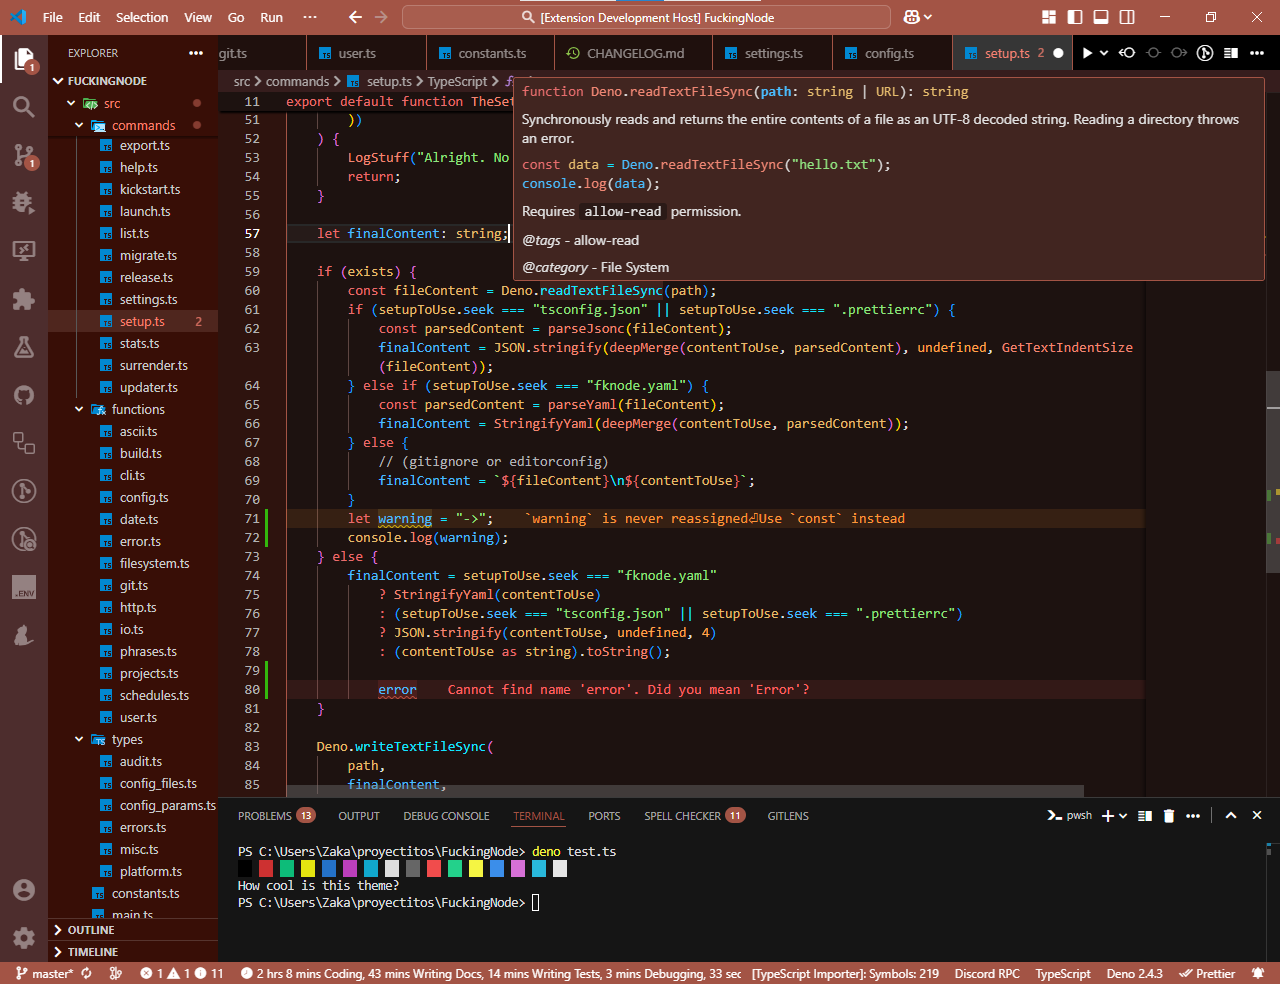 File Edit Selection View Go Run ··· [Extension Development Host] FuckingNode
EXPLORER ···
git.ts user.ts constants.ts CHANGELOG.md settings.ts config.ts setup.ts 2
src > commands > setup.ts > TypeScript >
FUCKINGNODE
src
commands
export.ts
help.ts
kickstart.ts
launch.ts
list.ts
migrate.ts
release.ts
settings.ts
setup.ts 2
stats.ts
surrender.ts
updater.ts
functions
ascii.ts
build.ts
cli.ts
config.ts
date.ts
error.ts
filesystem.ts
git.ts
http.ts
io.ts
phrases.ts
projects.ts
schedules.ts
user.ts
types
audit.ts
config_files.ts
config_params.ts
errors.ts
misc.ts
platform.ts
constants.ts
main.ts
OUTLINE
TIMELINE
1
1
.ENV
function Deno.readTextFileSync(path: string | URL): string
Synchronously reads and returns the entire contents of a file as an UTF-8 decoded string. Reading a directory throws
an error.
const data = Deno.readTextFileSync("hello.txt");
console.log(data);
Requires allow-read permission.
@tags - allow-read
@category - File System
11 export default function TheSet
51 ))
52 ) {
53 LogStuff("Alright. No
54 return;
55 }
56
57 let finalContent: string;
58
59 if (exists) {
60 const fileContent = Deno.readTextFileSync(path);
61 if (setupToUse.seek === "tsconfig.json" || setupToUse.seek === ".prettierrc") {
62 const parsedContent = parseJsonc(fileContent);
63 finalContent = JSON.stringify(deepMerge(contentToUse, parsedContent), undefined, GetTextIndentSize
(fileContent));
64 } else if (setupToUse.seek === "fknode.yaml") {
65 const parsedContent = parseYaml(fileContent);
66 finalContent = StringifyYaml(deepMerge(contentToUse, parsedContent));
67 } else {
68 // (gitignore or editorconfig)
69 finalContent = `${fileContent}\n${contentToUse}`;
70 }
71 let warning = "->"; `warning` is never reassigned⏎Use `const` instead
72 console.log(warning);
73 } else {
74 finalContent = setupToUse.seek === "fknode.yaml"
75 ? StringifyYaml(contentToUse)
76 : (setupToUse.seek === "tsconfig.json" || setupToUse.seek === ".prettierrc")
77 ? JSON.stringify(contentToUse, undefined, 4)
78 : (contentToUse as string).toString();
79
80 error Cannot find name 'error'. Did you mean 'Error'?
81 }
82
83 Deno.writeTextFileSync(
84 path,
85 finalContent,
PROBLEMS 13 OUTPUT DEBUG CONSOLE TERMINAL PORTS SPELL CHECKER 11 GITLENS pwsh
PS C:\Users\Zaka\proyectitos\FuckingNode> deno test.ts
How cool is this theme?
PS C:\Users\Zaka\proyectitos\FuckingNode>
master* 1 1 11 2 hrs 8 mins Coding, 43 mins Writing Docs, 14 mins Writing Tests, 3 mins Debugging, 33 sec [TypeScript Importer]: Symbols: 219 Discord RPC TypeScript Deno 2.4.3 Prettier